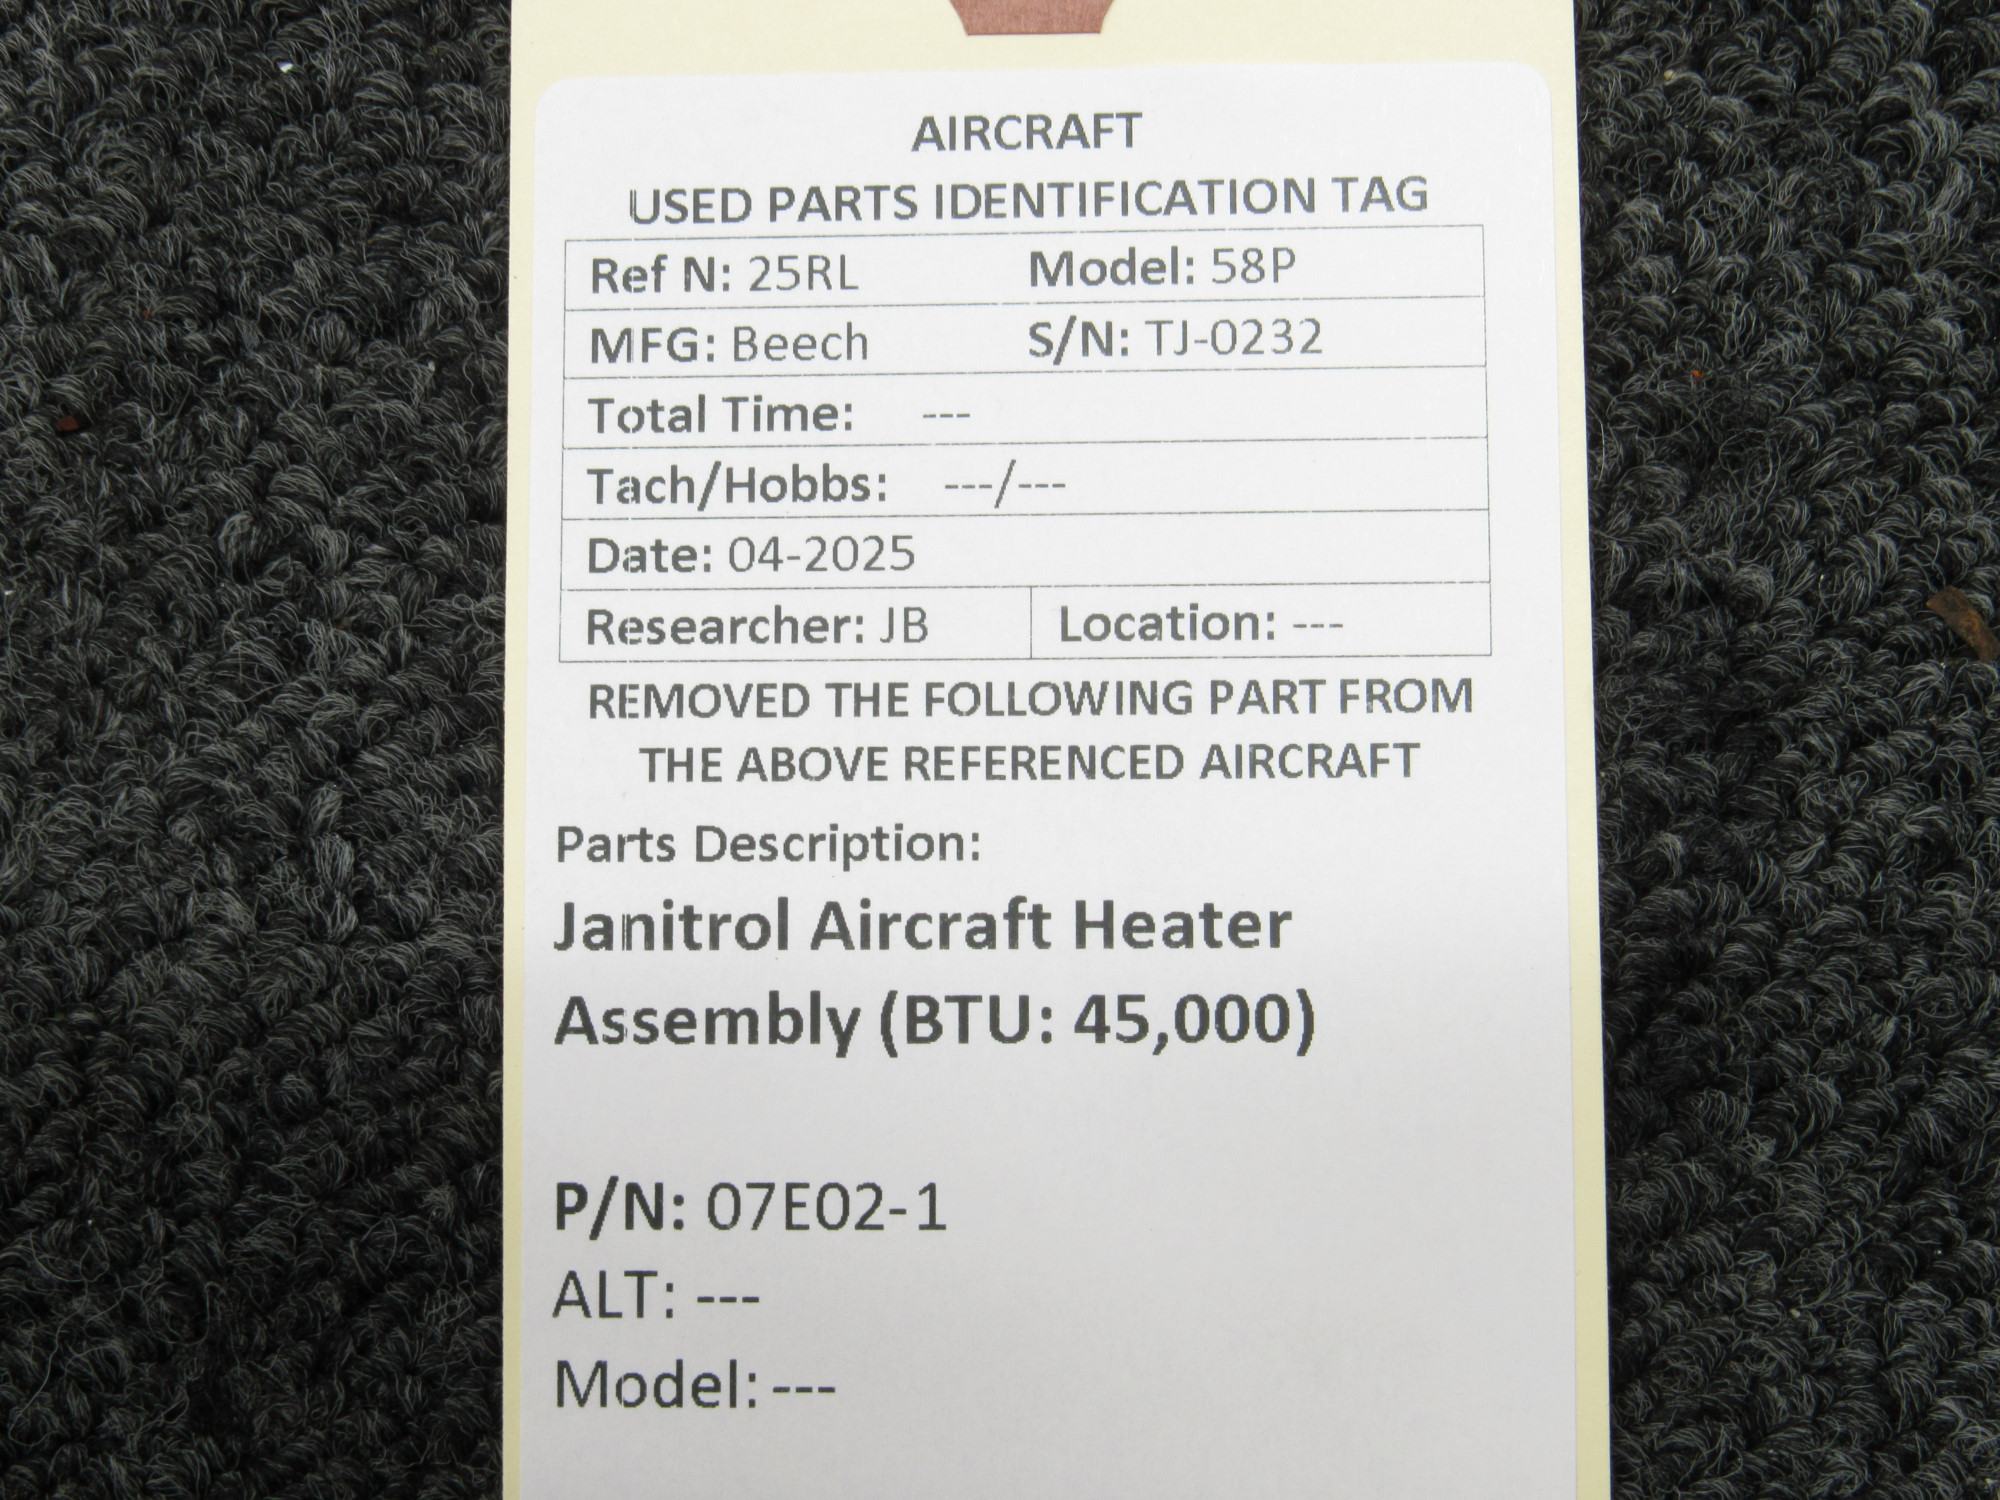 AIRCRAFT
USED PARTS IDENTIFICATION TAG
Ref N: 25RL Model: 58P
MFG: Beech S/N: TJ-0232
Total Time: ---
Tach/Hobbs: ---/---
Date: 04-2025
Researcher: JB Location: ---
REMOVED THE FOLLOWING PART FROM
THE ABOVE REFERENCED AIRCRAFT
Parts Description:
Janitrol Aircraft Heater
Assembly (BTU: 45,000)
P/N: 07E02-1
ALT: ---
Model: ---